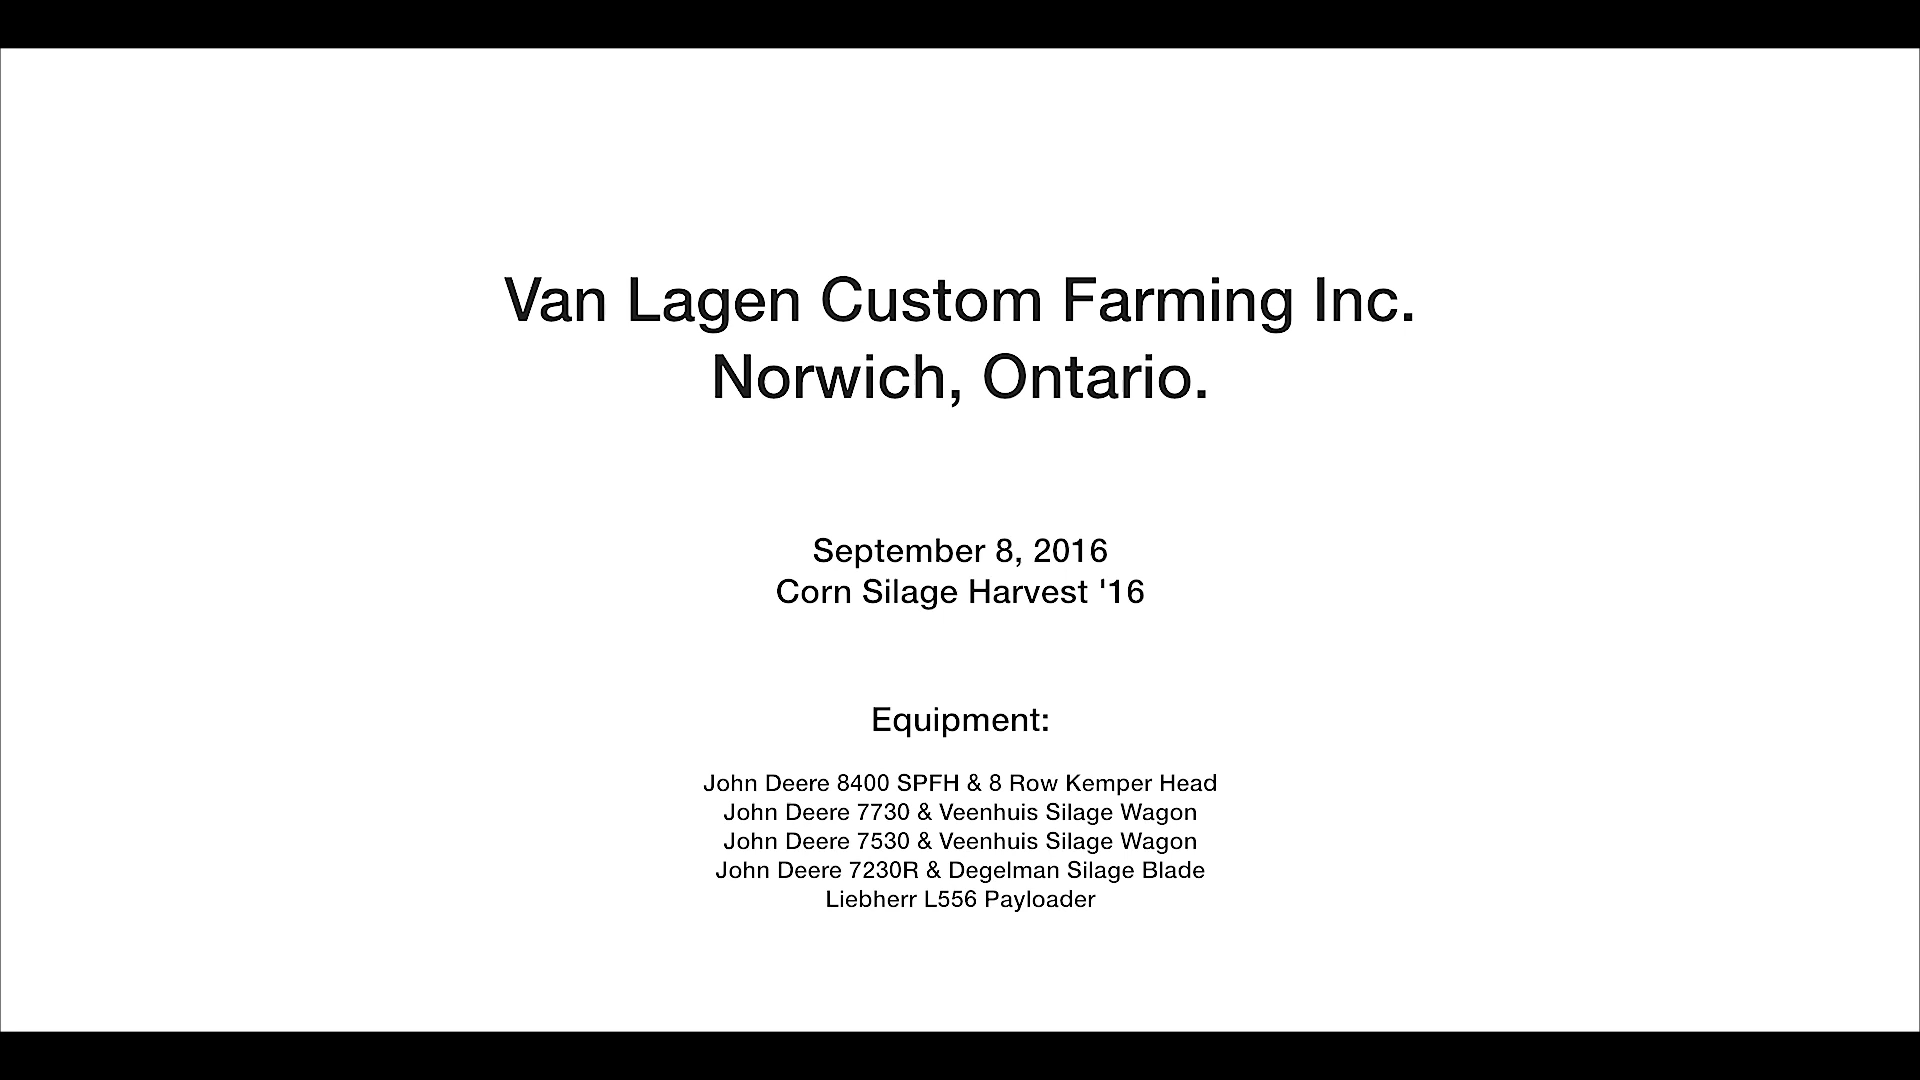 Van Lagen Custom Farming Inc.
Norwich, Ontario.
September 8, 2016
Corn Silage Harvest '16
Equipment:
John Deere 8400 SPFH & 8 Row Kemper Head
John Deere 7730 & Veenhuis Silage Wagon
John Deere 7530 & Veenhuis Silage Wagon
John Deere 7230R & Degelman Silage Blade
Liebherr L556 Payloader